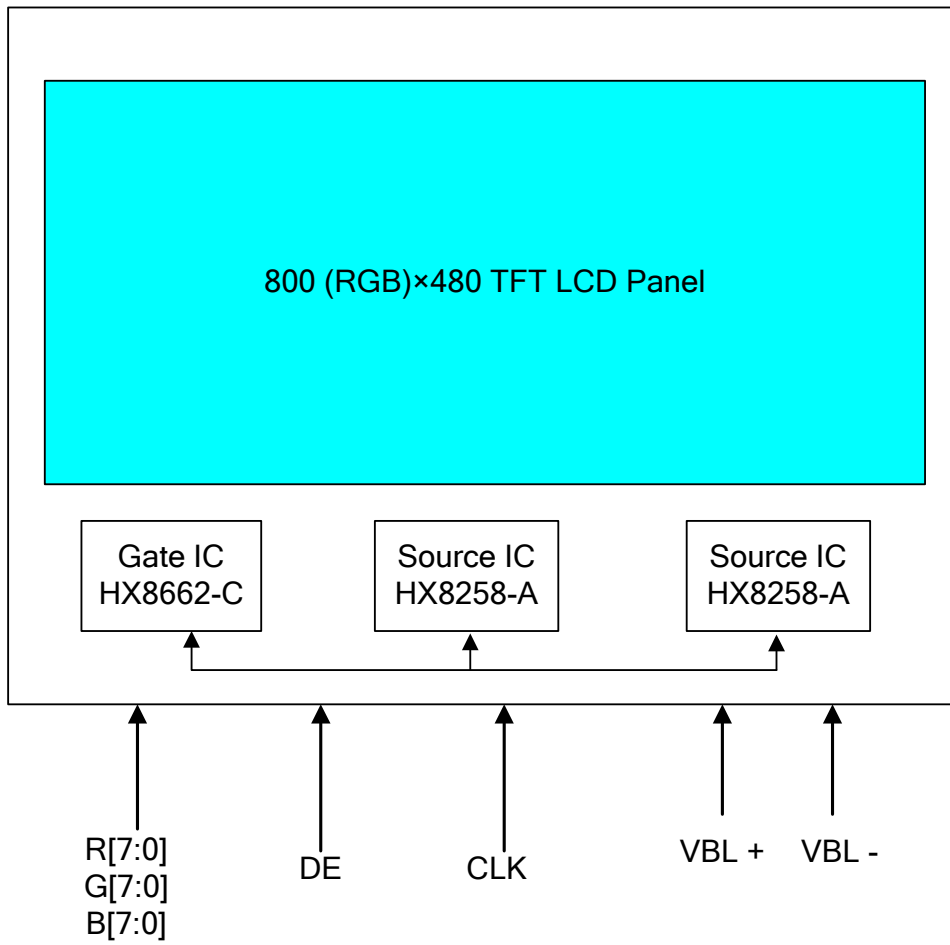 800 (RGB)×480 TFT LCD Panel
Gate IC
HX8662-C
Source IC
HX8258-A
Source IC
HX8258-A
R[7:0]
G[7:0]
B[7:0]
DE
CLK
VBL +
VBL -